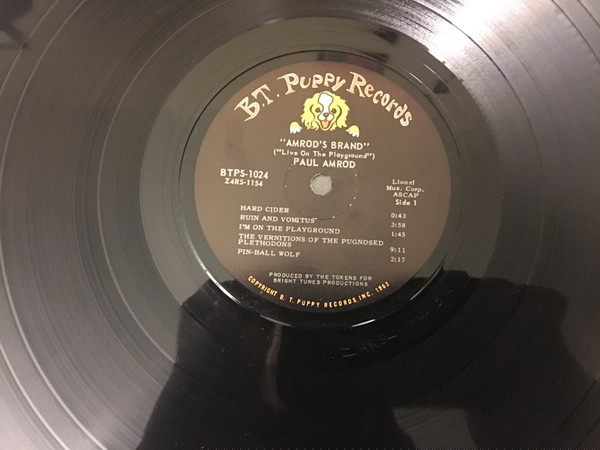 B.T. PUPPY RECORDS
"AMROD'S BRAND"
("Live On The Playground")
PAUL AMROD
BTPS-1024
Z4RS-1154
Lionel
Mus. Corp.
ASCAP
Side 1
HARD CIDER 0:43
RUIN AND VOMITUS 3:58
I'M ON THE PLAYGROUND 1:45
THE VERNITIONS OF THE PUGNOSED
PLETHODONS 9:11
PIN-BALL WOLF 2:17
PRODUCED BY THE TOKENS FOR
BRIGHT TUNES PRODUCTIONS
COPYRIGHT B. T. PUPPY RECORDS, INC. 1963